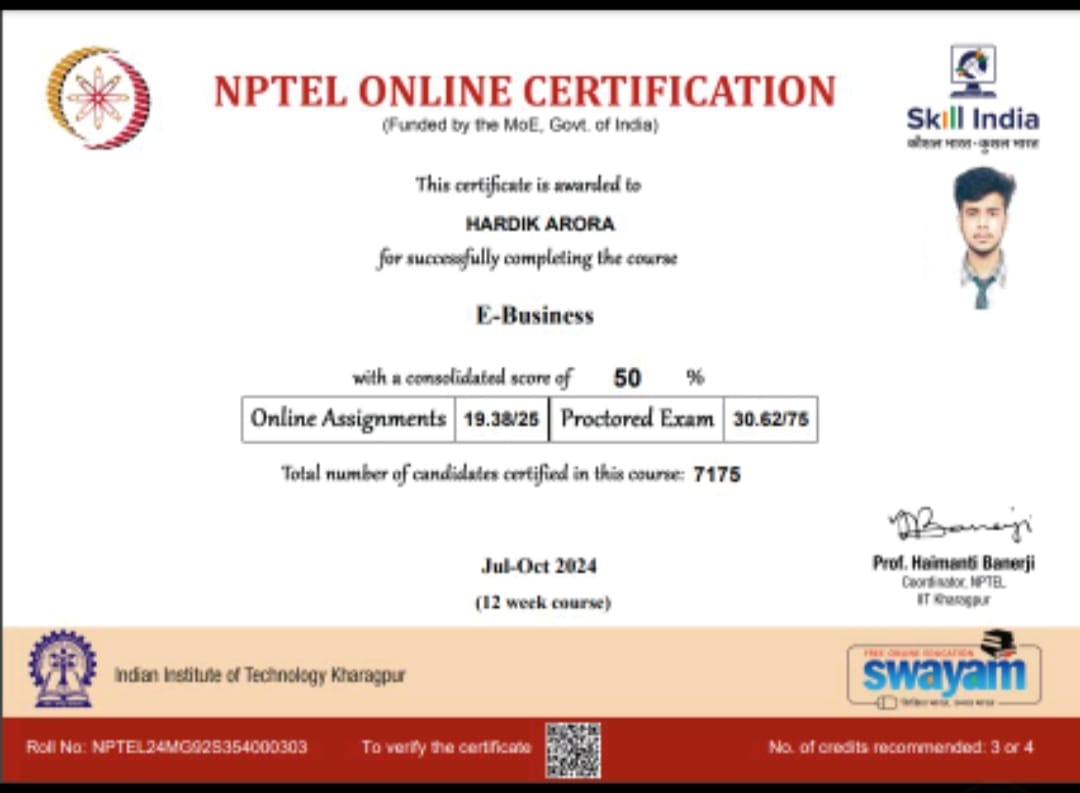 NPTEL ONLINE CERTIFICATION
(Funded by the MoE, Govt. of India)
Skill India
कौशल भारत - कुशल भारत
This certificate is awarded to
HARDIK ARORA
for successfully completing the course
E-Business
with a consolidated score of 50 %
Online Assignments 19.38/25 Proctored Exam 30.62/75
Total number of candidates certified in this course: 7175
Jul-Oct 2024
(12 week course)
Prof. Haimanti Banerji
Coordinator, NPTEL
IIT Kharagpur
Indian Institute of Technology Kharagpur
FREE ONLINE EDUCATION
swayam
Roll No: NPTEL24MG92S354000303 To verify the certificate No. of credits recommended: 3 or 4